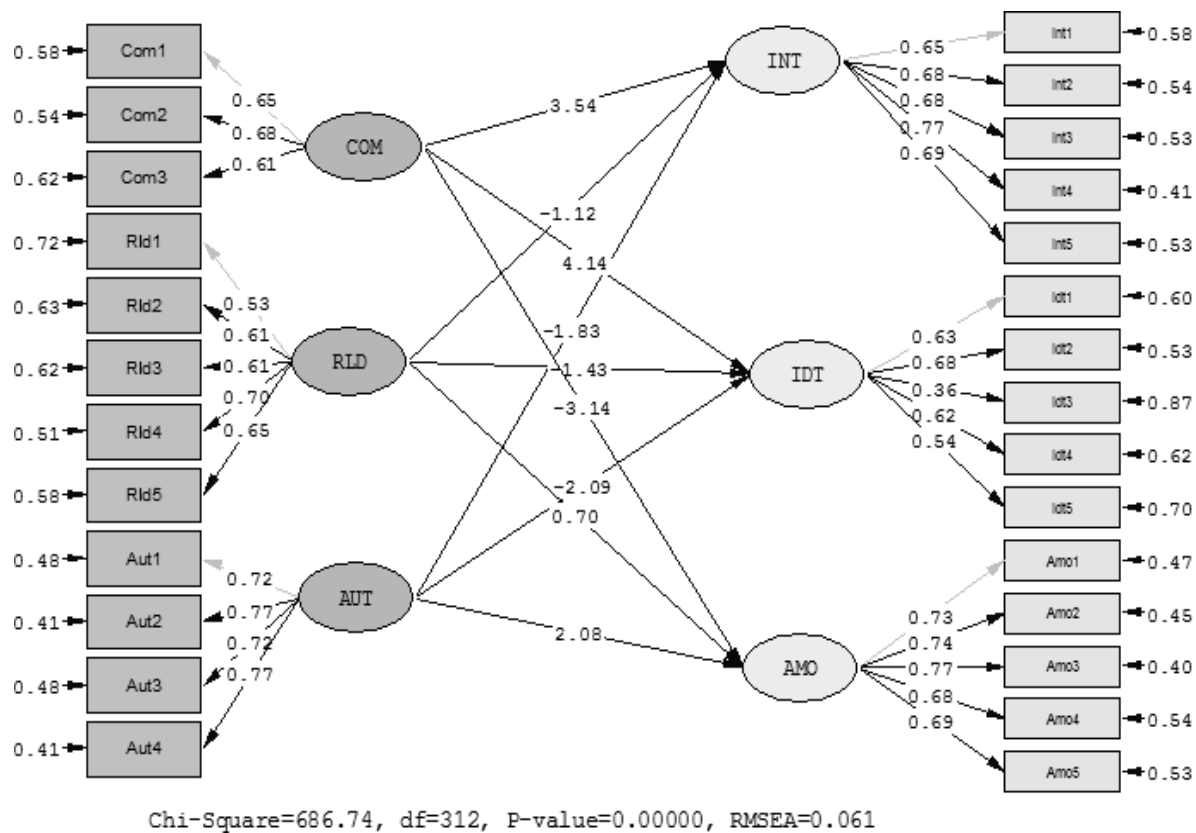 0.58 Com1
0.54 Com2
0.62 Com3
0.72 Rld1
0.63 Rld2
0.62 Rld3
0.51 Rld4
0.58 Rld5
0.48 Aut1
0.41 Aut2
0.48 Aut3
0.41 Aut4
0.65
0.68
0.61
0.53
0.61
0.61
0.70
0.65
0.72
0.77
0.72
0.77
COM
RLD
AUT
3.54
-1.12
4.14
-1.83
-1.43
-3.14
-2.09
0.70
2.08
INT
IDT
AMO
0.65
0.68
0.68
0.77
0.69
0.63
0.68
0.36
0.62
0.54
0.73
0.74
0.77
0.68
0.69
Int1 0.58
Int2 0.54
Int3 0.53
Int4 0.41
Int5 0.53
Idt1 0.60
Idt2 0.53
Idt3 0.87
Idt4 0.62
Idt5 0.70
Amo1 0.47
Amo2 0.45
Amo3 0.40
Amo4 0.54
Amo5 0.53
Chi-Square=686.74, df=312, P-value=0.00000, RMSEA=0.061